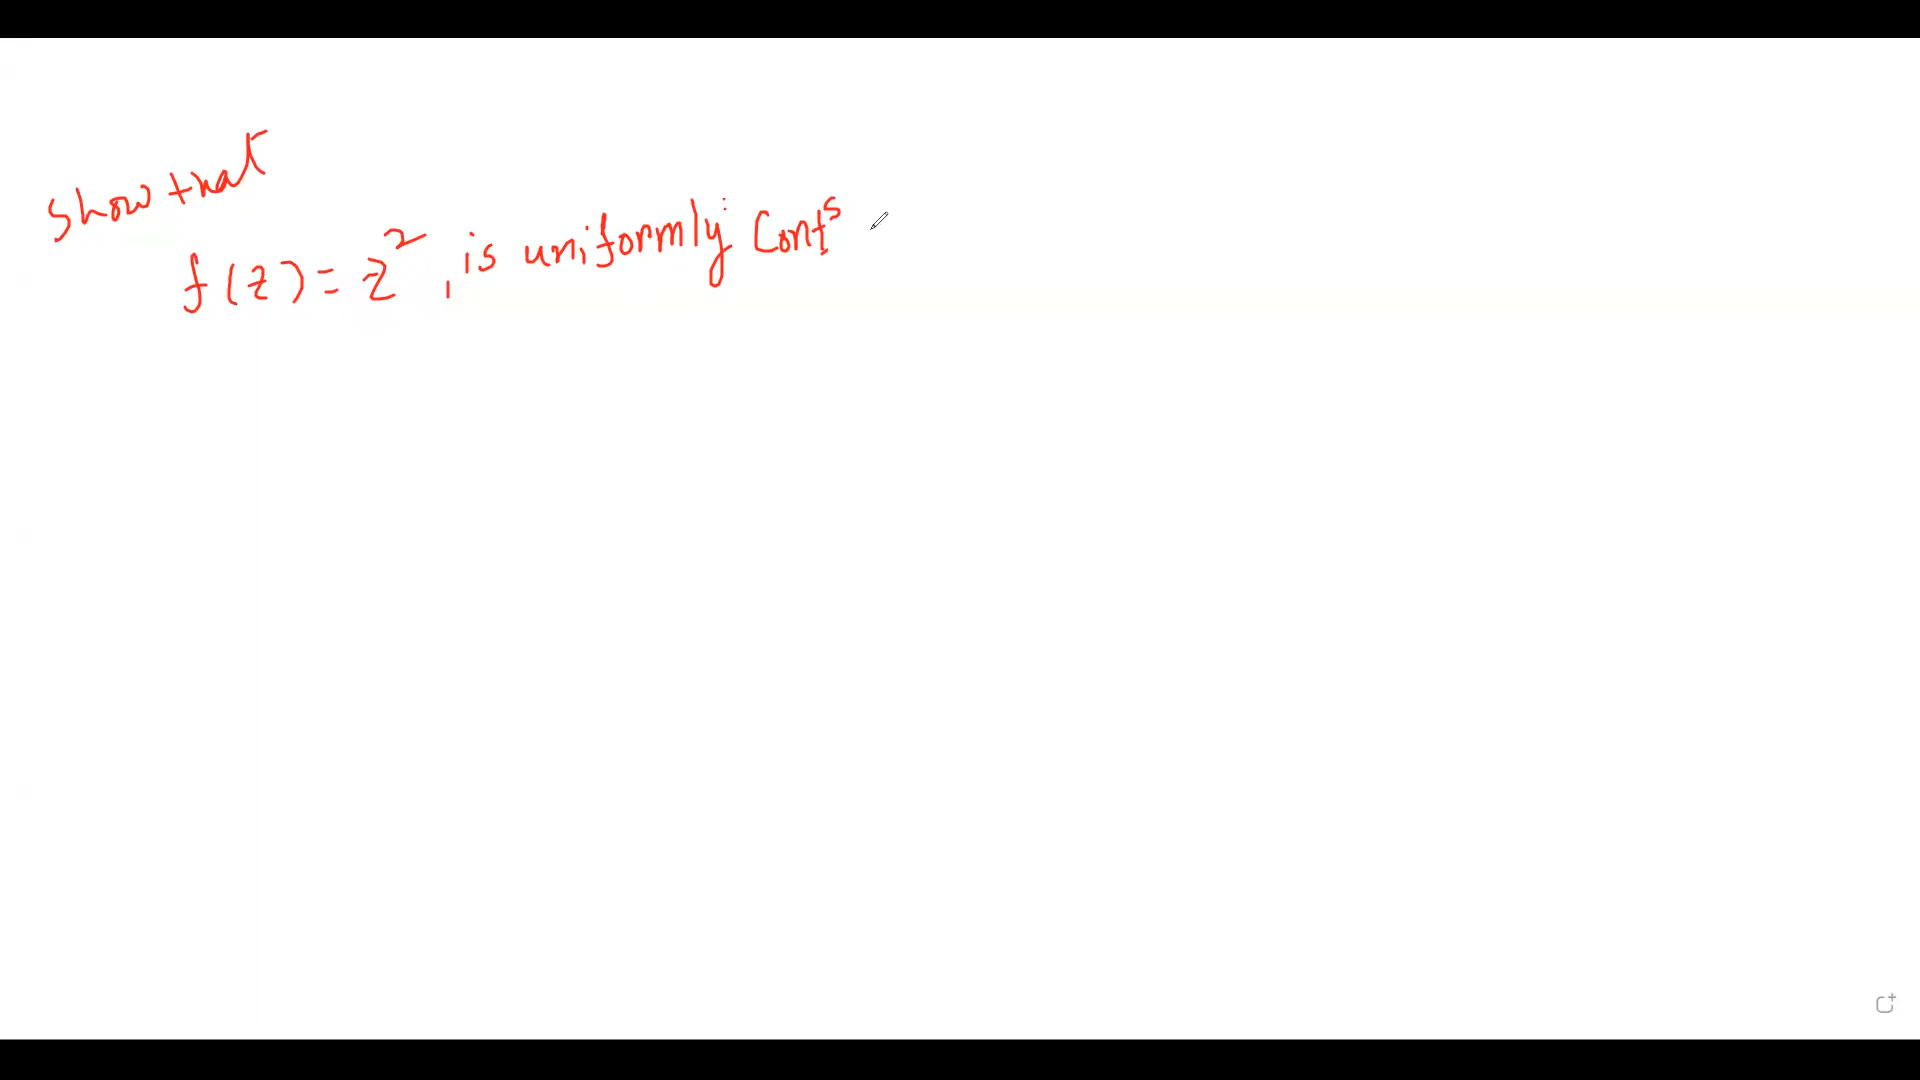 show that
f(z) = z², is uniformly Contˢ